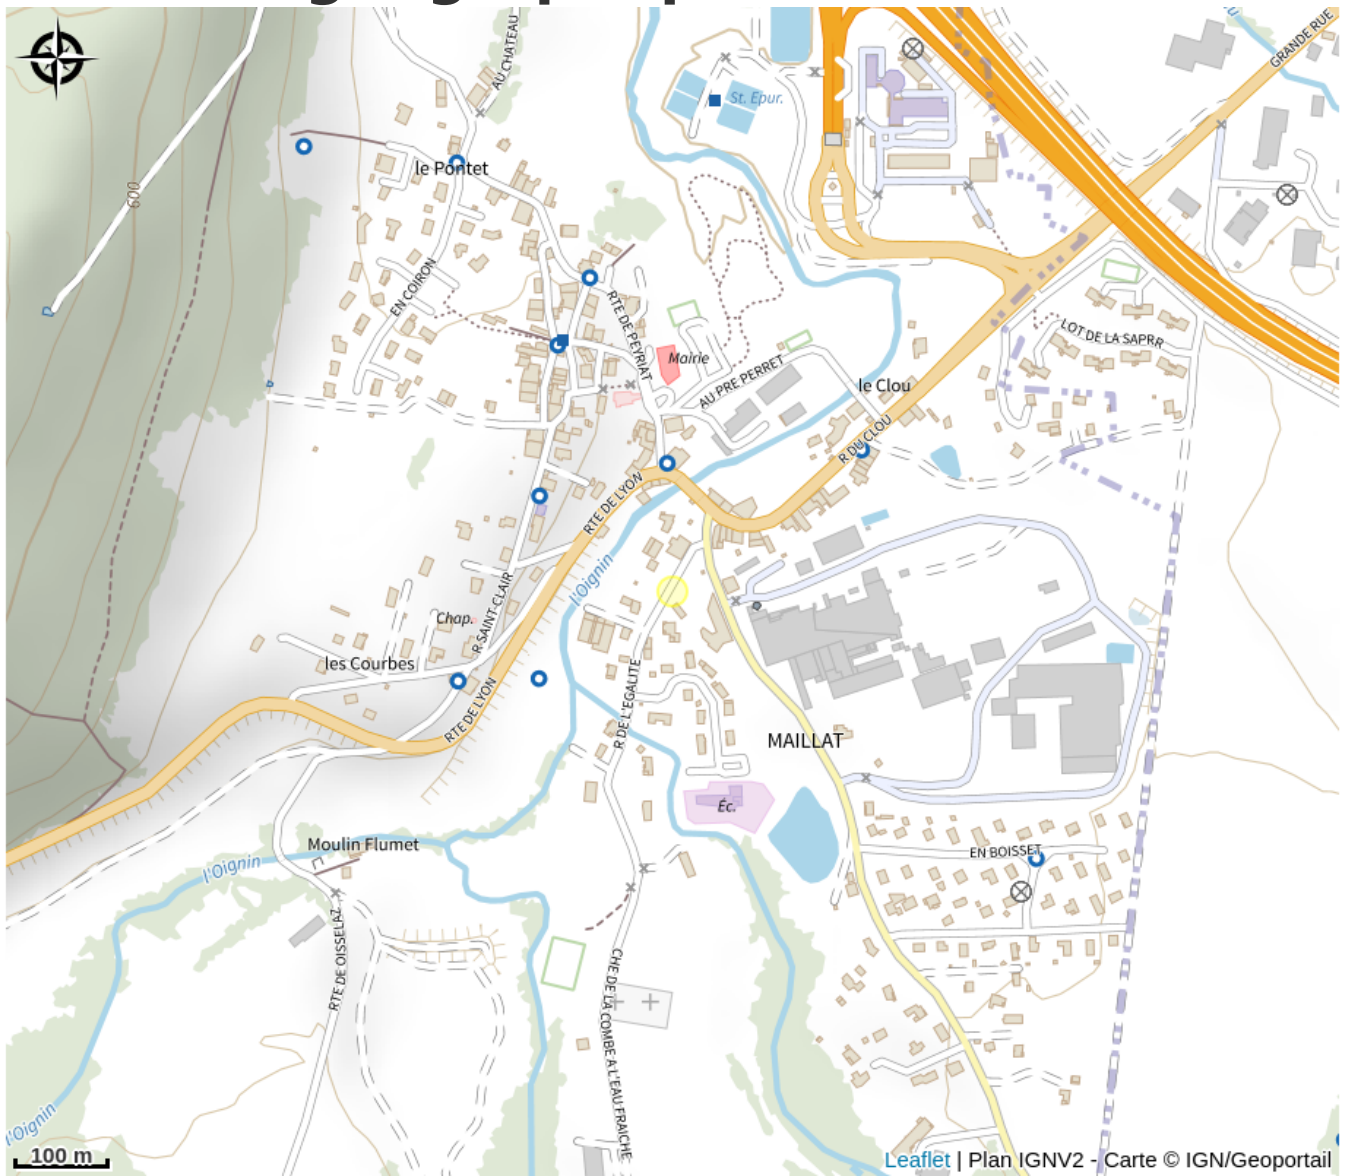 GRANDE RUE
AU CHATEAU
St. Epur.
le Pontet
600
EN COIRON
RTE DE PEYRIAT
LOT DE LA SAPRR
Mairie
AU PRE PERRET
le Clou
R DU CLOU
RTE DE LYON
l'Oignin
R SAINT-CLAIR
Chap.
les Courbes
RTE DE LYON
R DE L'EGALITE
MAILLAT
Éc.
Moulin Flumet
EN BOISSET
l'Oignin
RTE DE OISSELAZ
CHE DE LA COMBE A L'EAU FRAICHE
l'Oignin
100 m
Leaflet | Plan IGNV2 - Carte © IGN/Geoportail